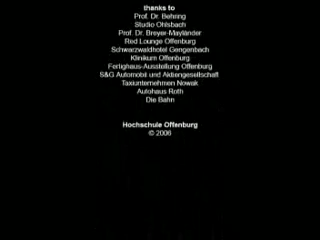 thanks to
Prof. Dr. Behring
Studio Ohlsbach
Prof. Dr. Breyer-Mayländer
Red Lounge Offenburg
Schwarzwaldhotel Gengenbach
Klinikum Offenburg
Fertighaus-Ausstellung Offenburg
S&G Automobil und Aktiengesellschaft
Taxiunternehmen Nowak
Autohaus Roth
Die Bahn
Hochschule Offenburg
© 2006